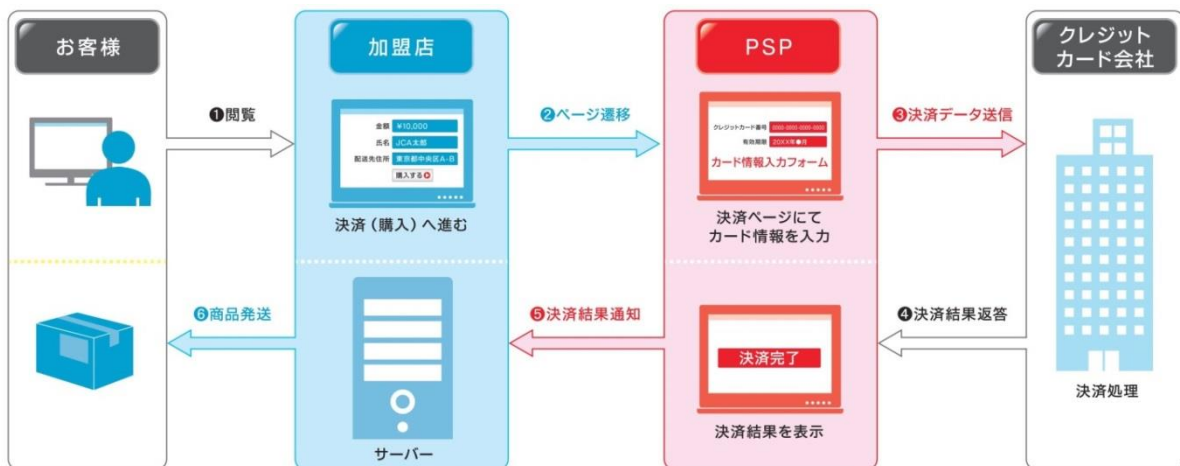 お客様
加盟店
PSP
クレジット
カード会社
❶閲覧
❷ページ遷移
❸決済データ送信
金額 ¥10,000
氏名 JCA太郎
配送先住所 東京都中央区A-B
購入する
決済（購入）へ進む
クレジットカード番号 0000-0000-0000-0000
有効期限 20XX年●月
カード情報入力フォーム
決済ページにて
カード情報を入力
❻商品発送
❺決済結果通知
❹決済結果返答
決済完了
決済処理
決済結果を表示
サーバー